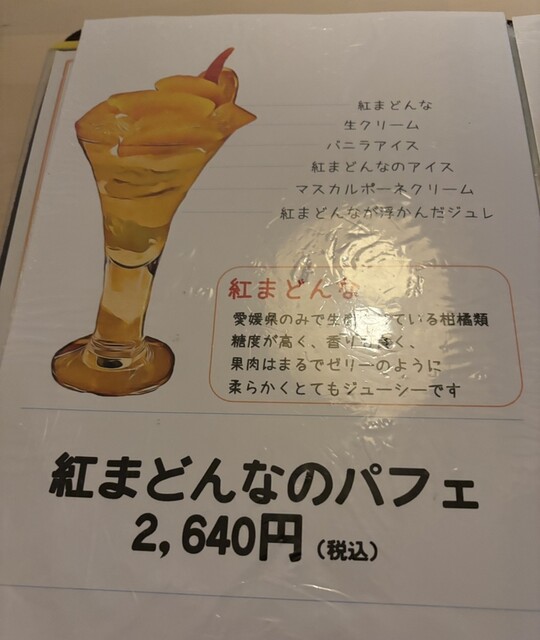 紅まどんな
生クリーム
バニラアイス
紅まどんなのアイス
マスカルポーネクリーム
紅まどんなが浮かんだジュレ
紅まどんな
愛媛県のみで生ている柑橘類
糖度が高く、香りく、
果肉はまるでゼリーのように
柔らかくとてもジューシーです
紅まどんなのパフェ
2,640円(税込)